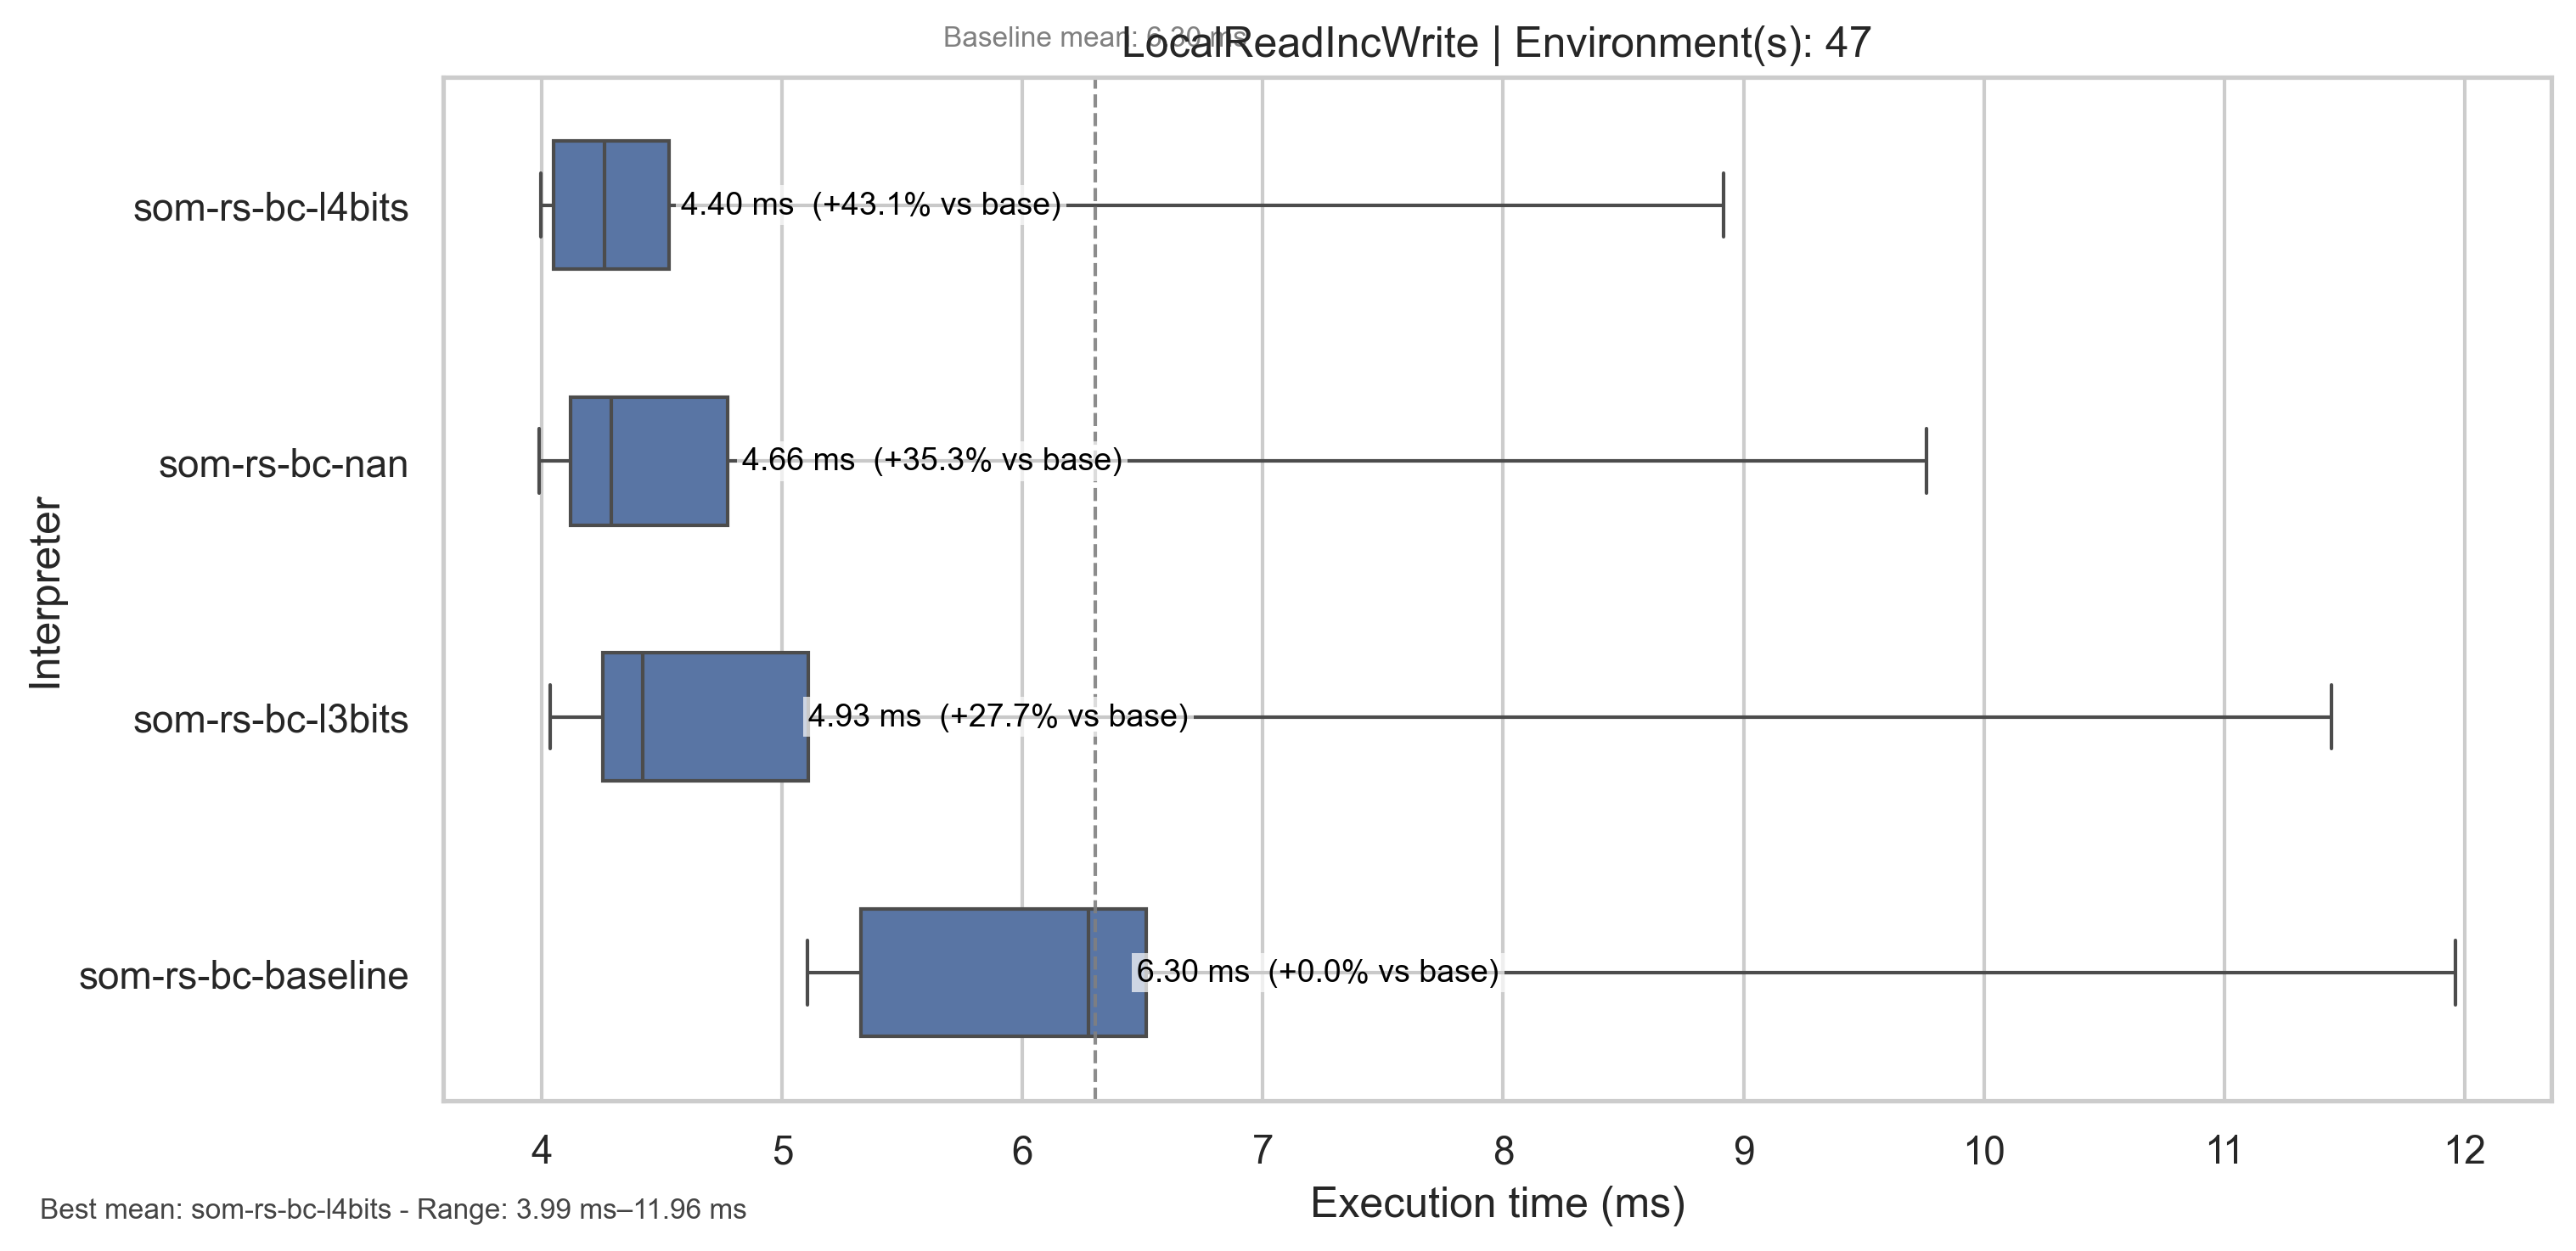 Baseline mean: 6.30 ms
LocalReadIncWrite | Environment(s): 47
som-rs-bc-l4bits
4.40 ms (+43.1% vs base)
som-rs-bc-nan
4.66 ms (+35.3% vs base)
Interpreter
som-rs-bc-l3bits
4.93 ms (+27.7% vs base)
som-rs-bc-baseline
6.30 ms (+0.0% vs base)
4 5 6 7 8 9 10 11 12
Execution time (ms)
Best mean: som-rs-bc-l4bits - Range: 3.99 ms–11.96 ms